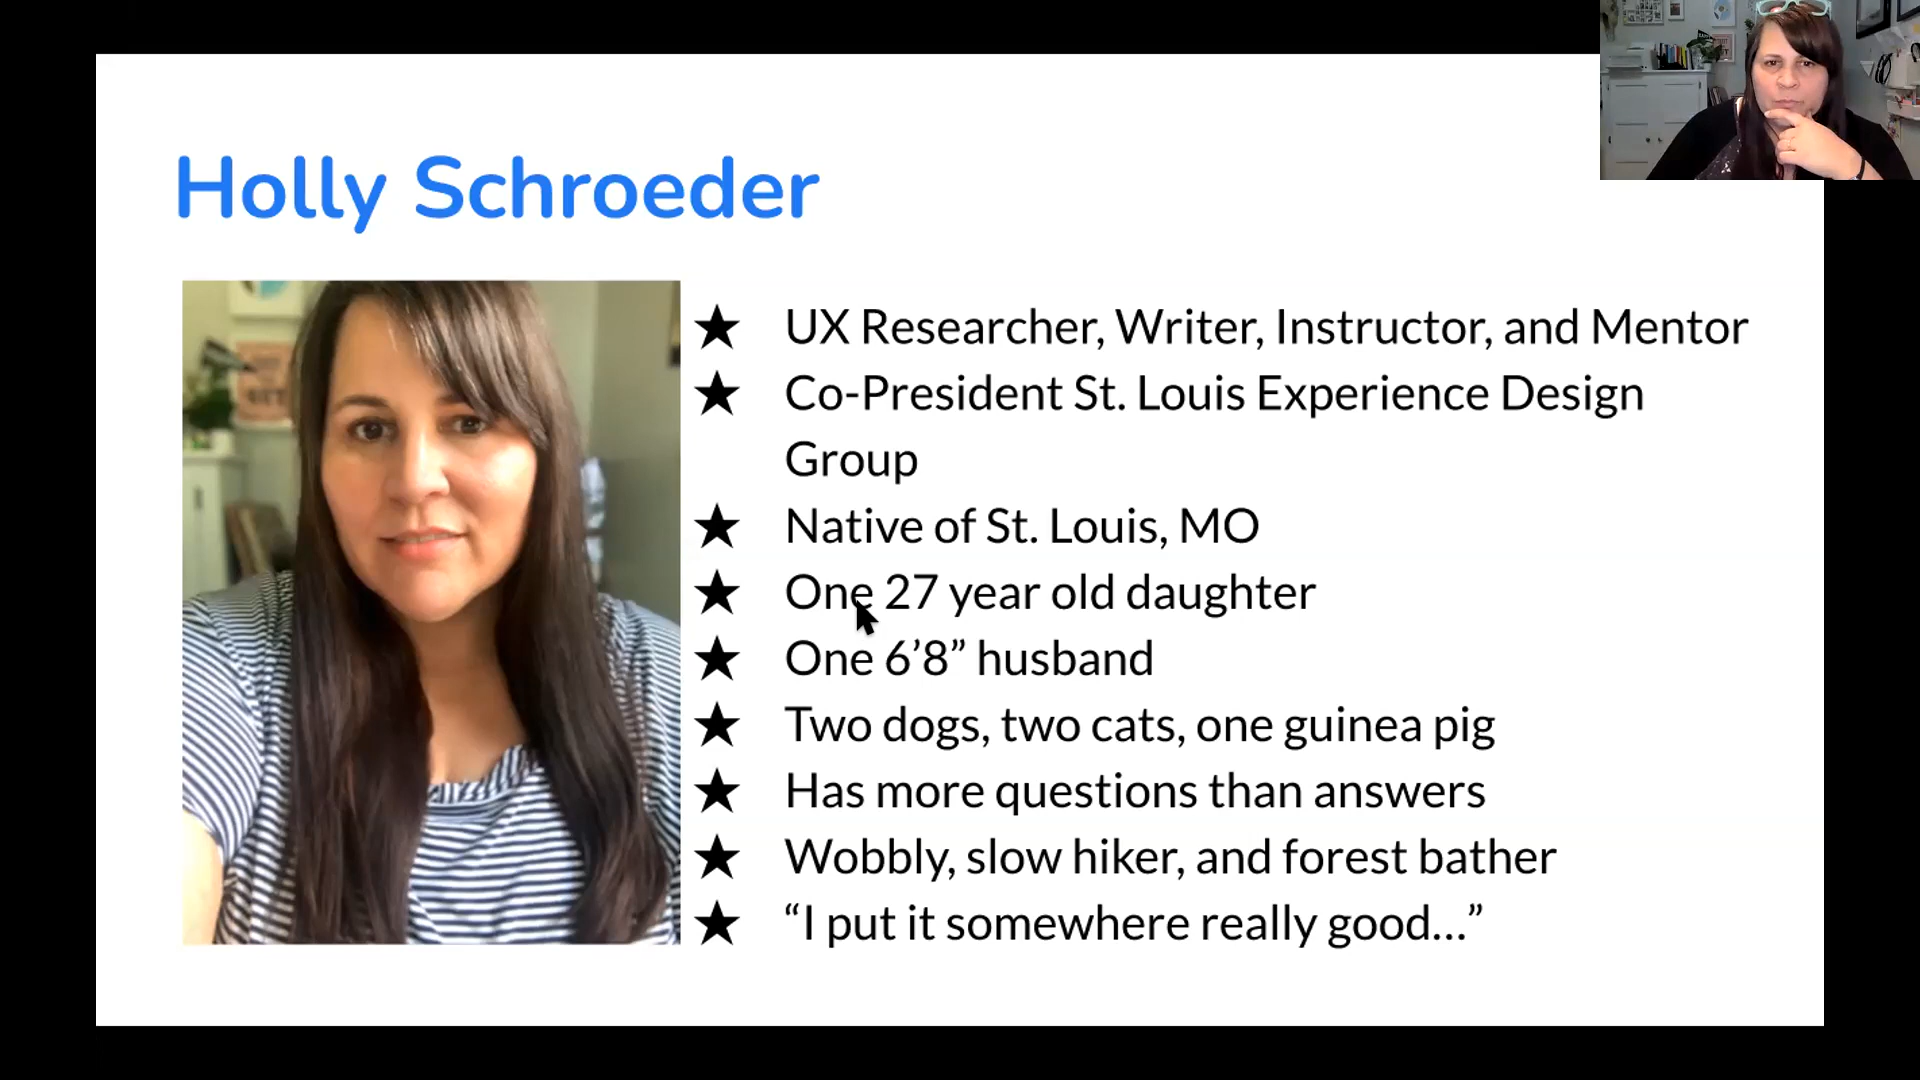 Holly Schroeder
★ UX Researcher, Writer, Instructor, and Mentor
★ Co-President St. Louis Experience Design
Group
★ Native of St. Louis, MO
★ One 27 year old daughter
★ One 6’8” husband
★ Two dogs, two cats, one guinea pig
★ Has more questions than answers
★ Wobbly, slow hiker, and forest bather
★ “I put it somewhere really good...”